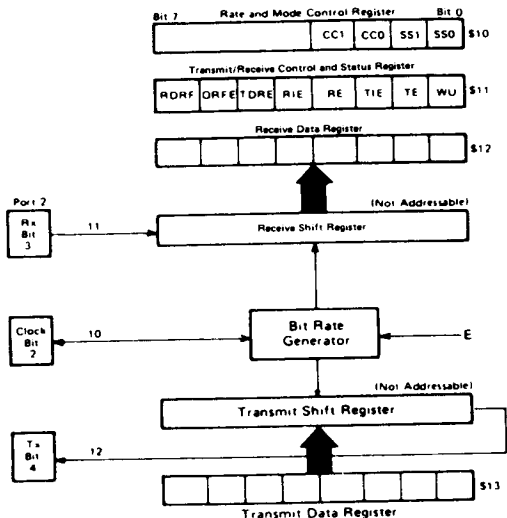 Bit 7 Rate and Mode Control Register Bit 0
CC1 CC0 SS1 SS0 $10
Transmit/Receive Control and Status Register
RDRF ORFE TDRE RIE RE TIE TE WU $11
Receive Data Register
$12
Port 2
(Not Addressable)
Rx
Bit
3
11
Receive Shift Register
Clock
Bit
2
10
Bit Rate
Generator
E
(Not Addressable)
Transmit Shift Register
Tx
Bit
4
12
$13
Transmit Data Register